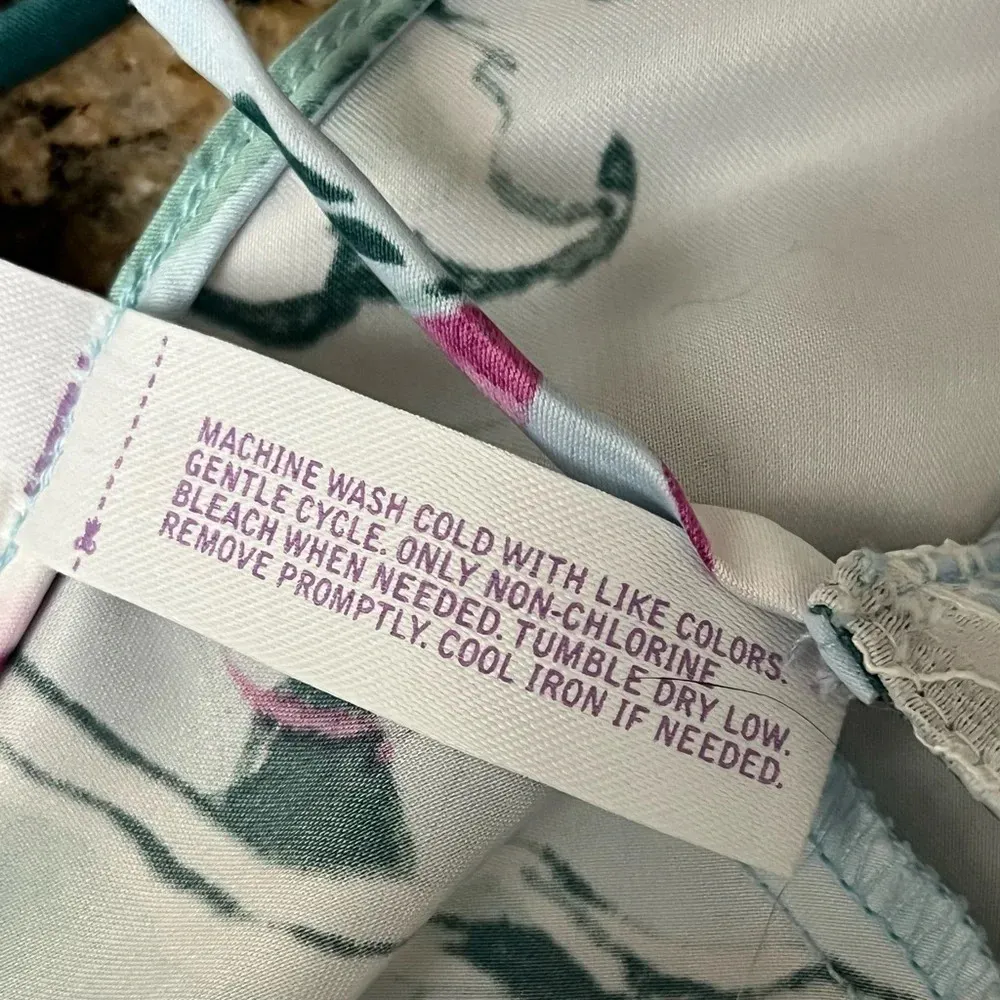 MACHINE WASH COLD WITH LIKE COLORS.
GENTLE CYCLE. ONLY NON-CHLORINE
BLEACH WHEN NEEDED. TUMBLE DRY LOW.
REMOVE PROMPTLY. COOL IRON IF NEEDED.